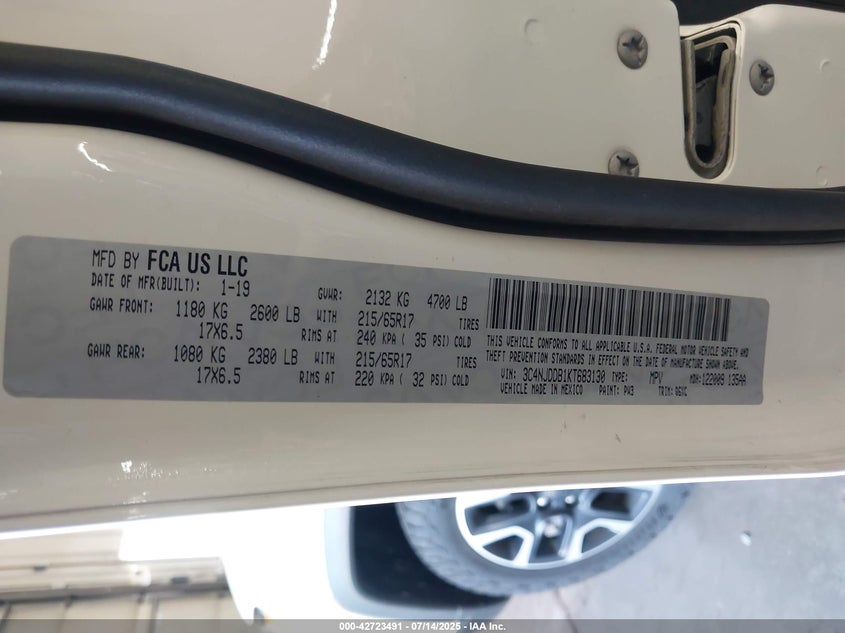 MFD BY FCA US LLC
DATE OF MFR(BUILT): 1-19 GVWR: 2132 KG 4700 LB
GAWR FRONT: 1180 KG 2600 LB WITH 215/65R17 TIRES
17X6.5 RIMS AT 240 KPA ( 35 PSI) COLD
GAWR REAR: 1080 KG 2380 LB WITH 215/65R17 TIRES
17X6.5 RIMS AT 220 KPA ( 32 PSI) COLD
THIS VEHICLE CONFORMS TO ALL APPLICABLE U.S.A. FEDERAL MOTOR VEHICLE SAFETY AND
THEFT PREVENTION STANDARDS IN EFFECT ON THE DATE OF MANUFACTURE SHOWN ABOVE.
VIN: 3C4NJDDB1KT683130 TYPE: MPV MDH: 122009 135AA
VEHICLE MADE IN MEXICO PAINT: PW3 TRIM:
000-42723491 - 07/14/2025 - IAA Inc.